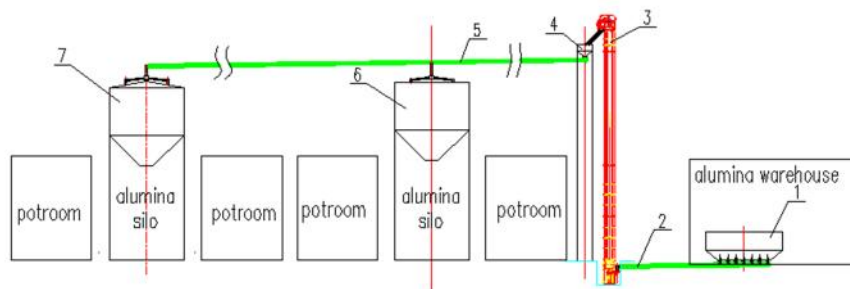 4
3
5
7
6
alumina warehouse
1
potroom
alumina
silo
potroom
potroom
alumina
silo
potroom
2